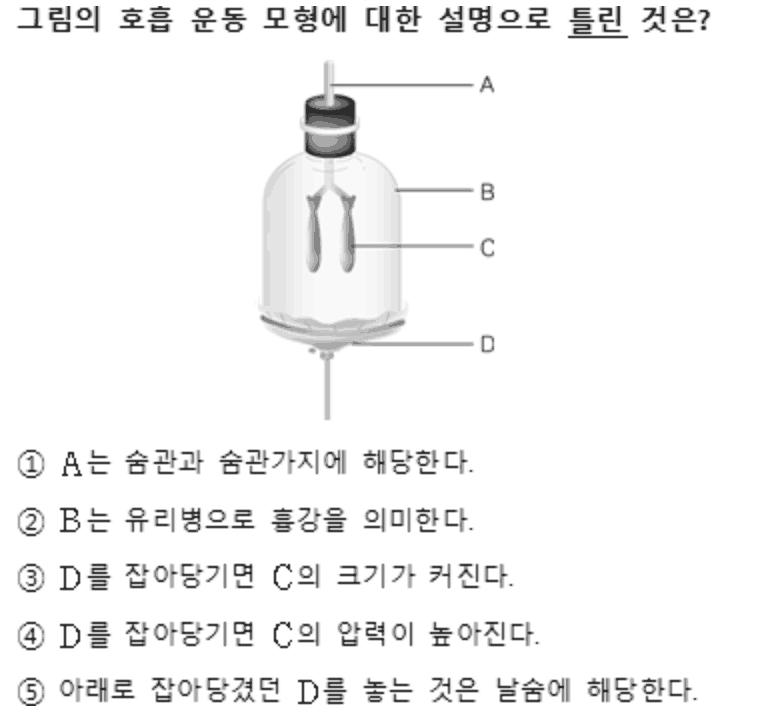 그림의 호흡 운동 모형에 대한 설명으로 틀린 것은?
A
B
C
D
① A는 숨관과 숨관가지에 해당한다.
② B는 유리병으로 흉강을 의미한다.
③ D를 잡아당기면 C의 크기가 커진다.
④ D를 잡아당기면 C의 압력이 높아진다.
⑤ 아래로 잡아당겼던 D를 놓는 것은 날숨에 해당한다.